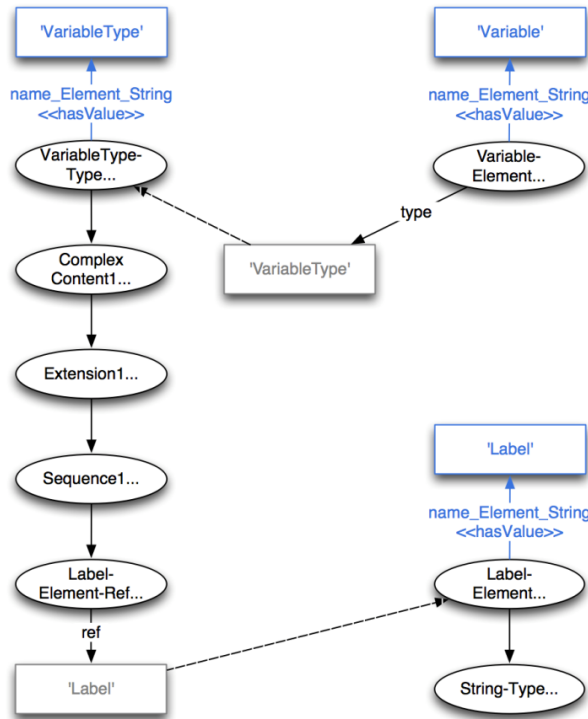 'VariableType'
'Variable'
name_Element_String
<<hasValue>>
name_Element_String
<<hasValue>>
VariableType-
Type...
Variable-
Element...
type
'VariableType'
Complex
Content1...
Extension1...
Sequence1...
'Label'
name_Element_String
<<hasValue>>
Label-
Element-Ref...
Label-
Element...
ref
'Label'
String-Type...